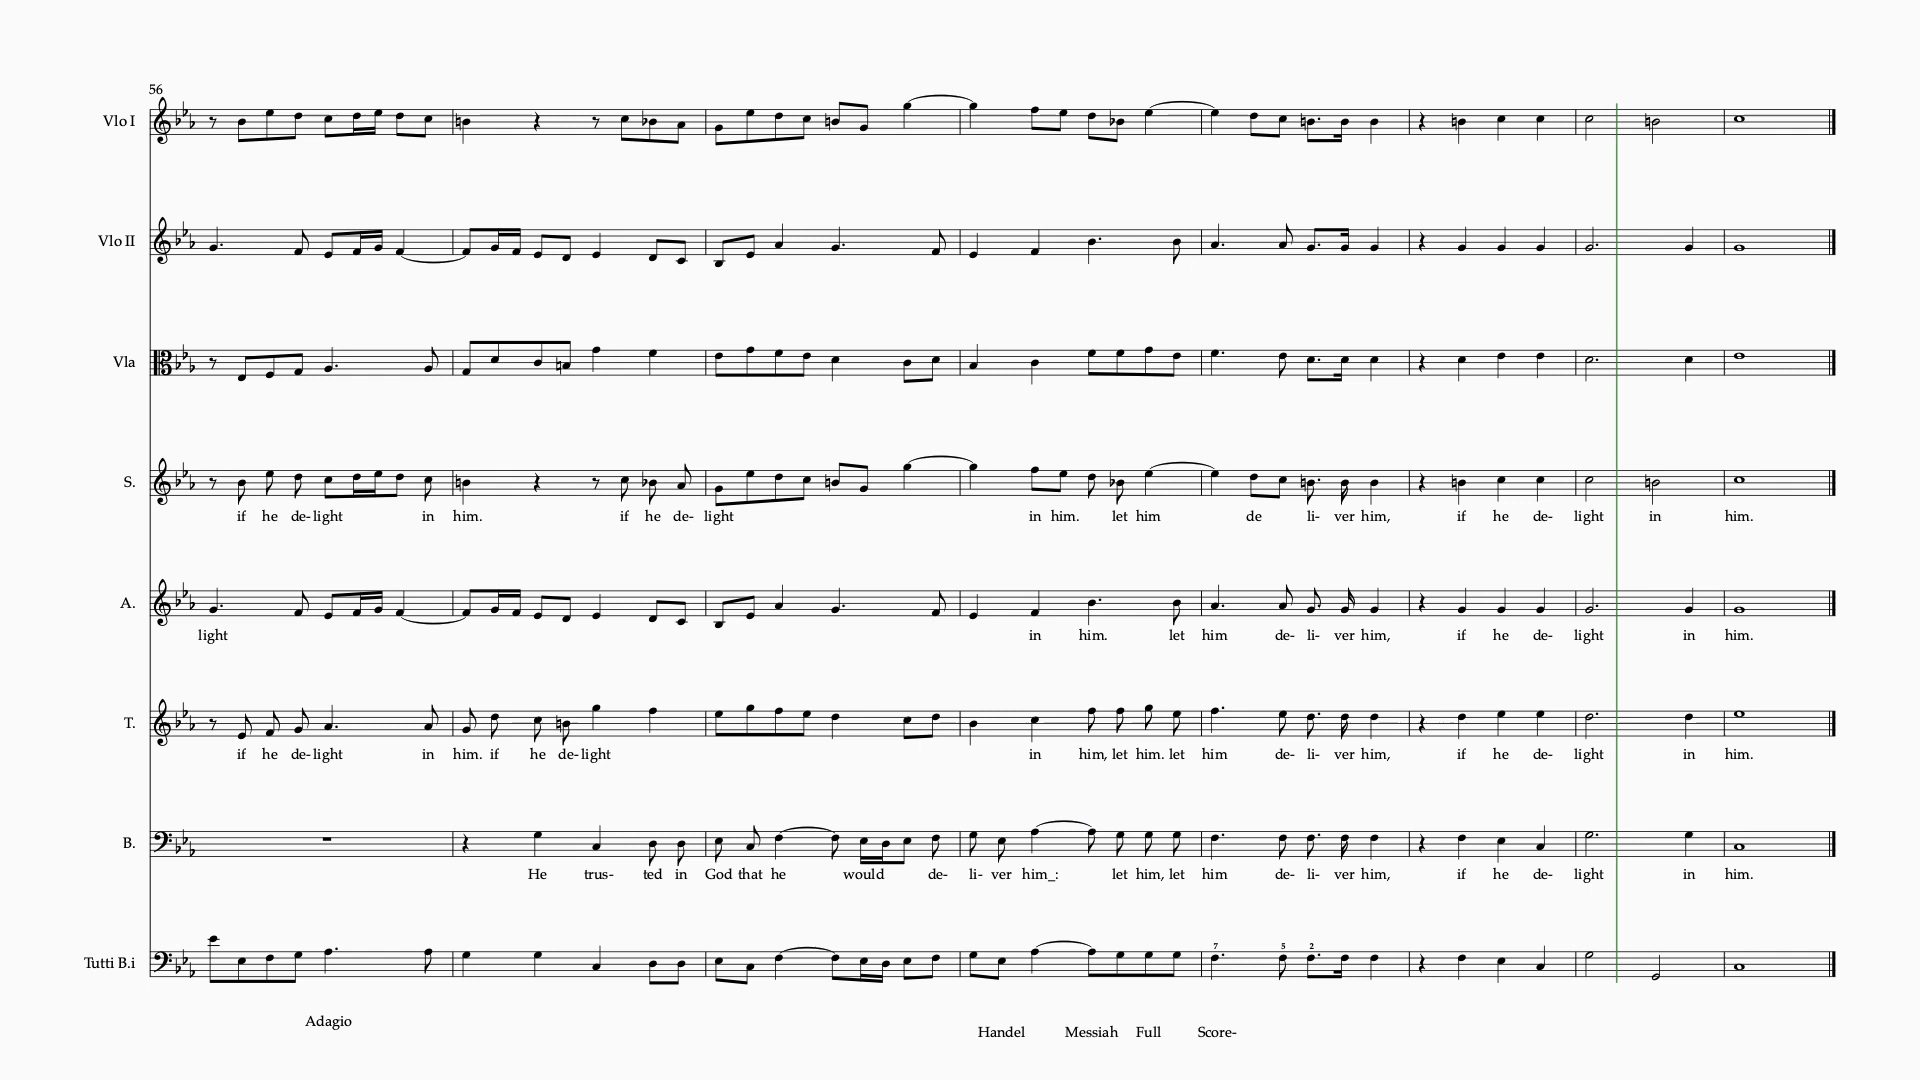 56
Vlo I
Vlo II
Vla
S.
if he de- light in him. if he de- light in him. let him de li- ver him, if he de- light in him.
A.
light in him. let him de- li- ver him, if he de- light in him.
T.
if he de- light in him. if he de- light in him, let him. let him de- li- ver him, if he de- light in him.
B.
He trus- ted in God that he would de- li- ver him_: let him, let him de- li- ver him, if he de- light in him.
7 5 2
Tutti B.i
Adagio
Handel Messiah Full Score-